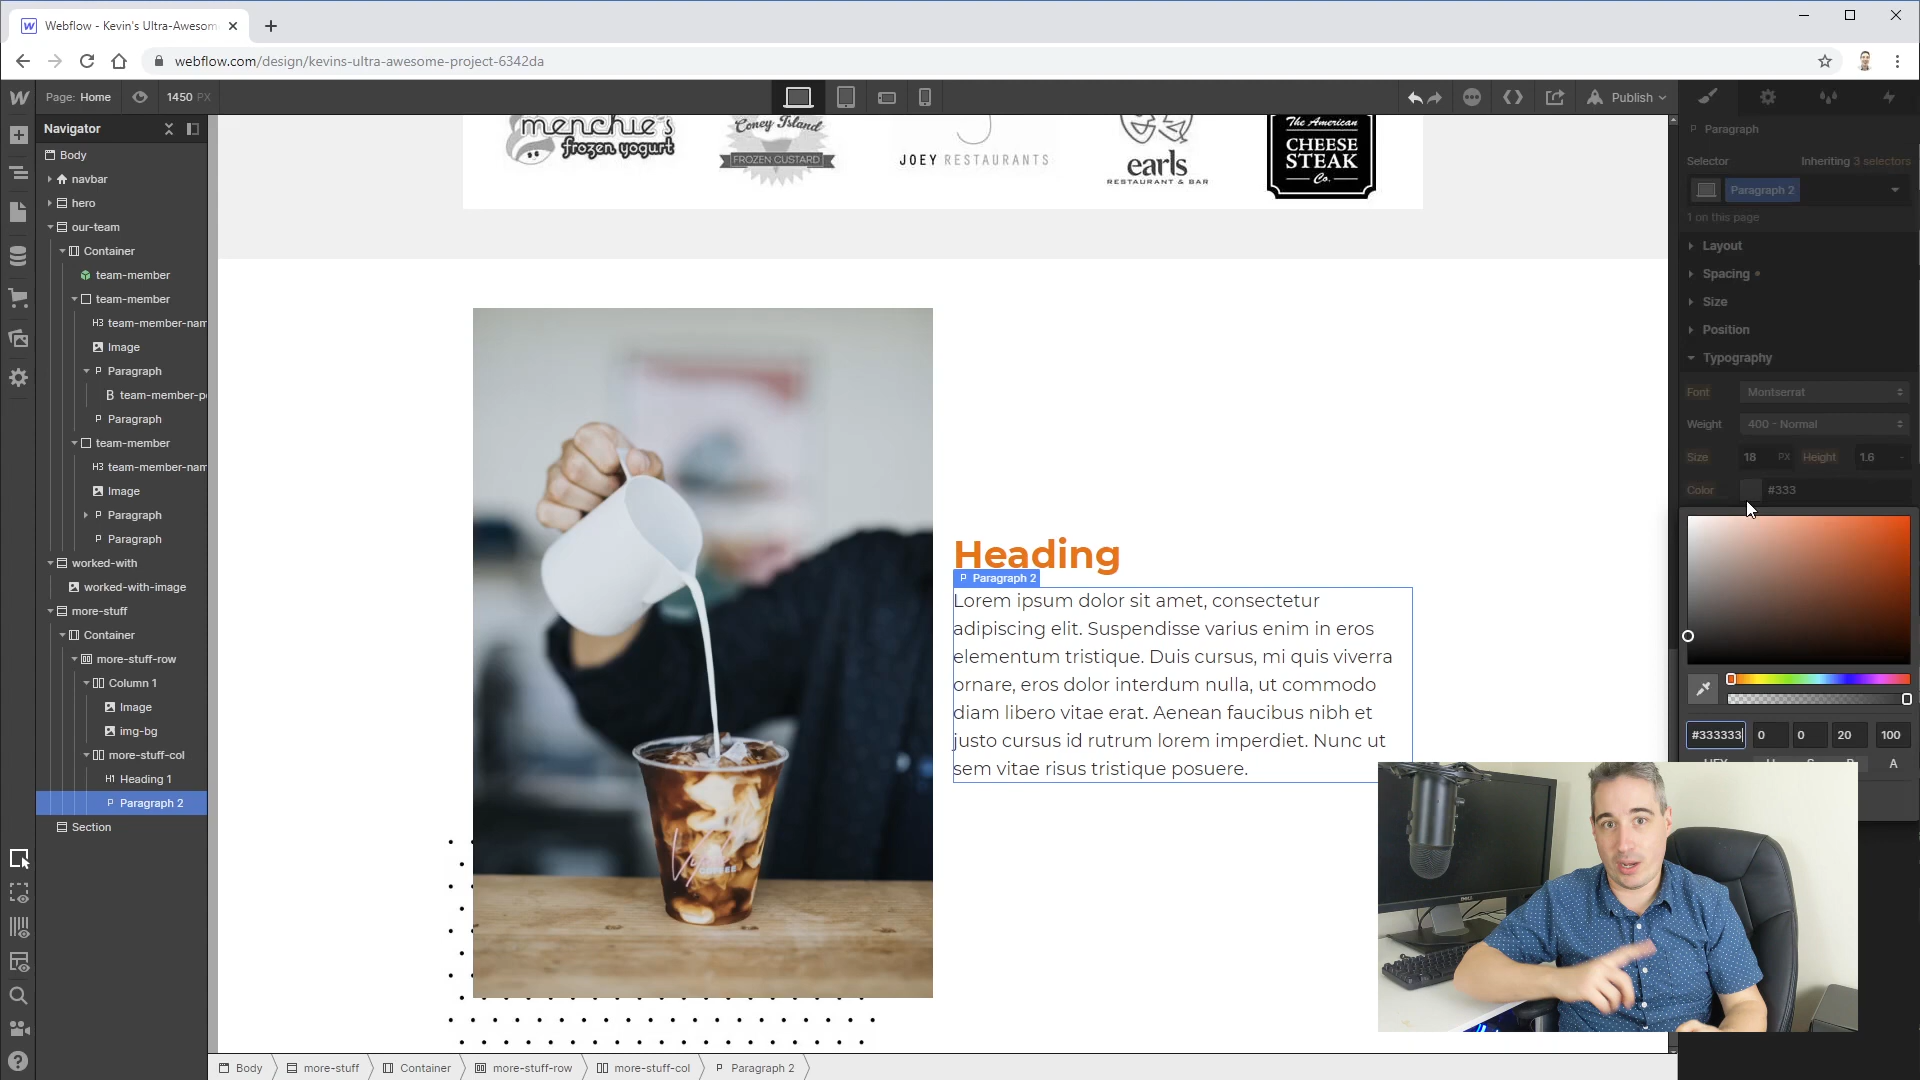 Webflow - Kevin's Ultra-Awesom
webflow.com/design/kevins-ultra-awesome-project-6342da
Page: Home
1450 PX
Publish
Navigator
Body
navbar
hero
our-team
Container
team-member
team-member
H3 team-member-nam
Image
P Paragraph
B team-member-p
P Paragraph
team-member
H3 team-member-nam
Image
P Paragraph
P Paragraph
worked-with
worked-with-image
more-stuff
Container
more-stuff-row
Column 1
Image
img-bg
more-stuff-col
H1 Heading 1
P Paragraph 2
Section
menchie's
frozen yogurt
Coney Island
FROZEN CUSTARD
JOEY RESTAURANTS
earls
RESTAURANT & BAR
The American
CHEESE
STEAK
Co.
Heading
P Paragraph 2
Lorem ipsum dolor sit amet, consectetur
adipiscing elit. Suspendisse varius enim in eros
elementum tristique. Duis cursus, mi quis viverra
ornare, eros dolor interdum nulla, ut commodo
diam libero vitae erat. Aenean faucibus nibh et
justo cursus id rutrum lorem imperdiet. Nunc ut
sem vitae risus tristique posuere.
P Paragraph
Selector Inheriting 3 selectors
Paragraph 2
1 on this page
Layout
Spacing
Size
Position
Typography
Font Montserrat
Weight 400 - Normal
Size 18 PX Height 1.6 -
Color #333
#333333 0 0 20 100
HEX H S B A
DELL
Body more-stuff Container more-stuff-row more-stuff-col P Paragraph 2